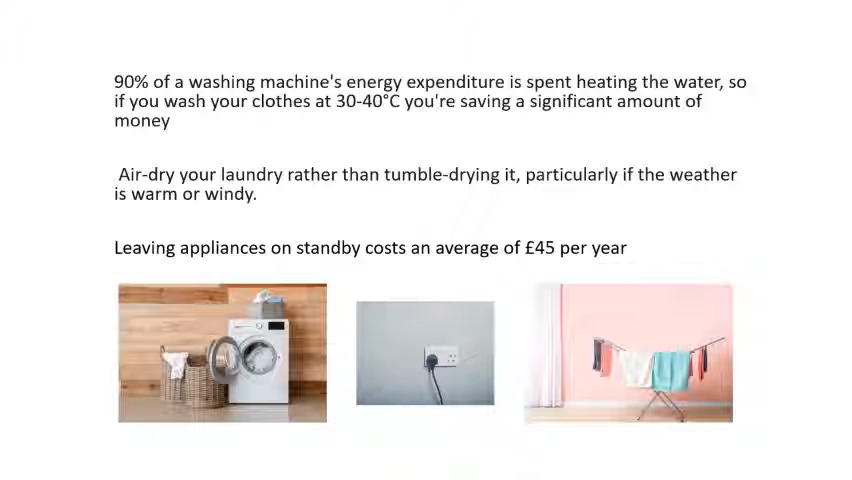 90% of a washing machine's energy expenditure is spent heating the water, so
if you wash your clothes at 30-40°C you're saving a significant amount of
money
Air-dry your laundry rather than tumble-drying it, particularly if the weather
is warm or windy.
Leaving appliances on standby costs an average of £45 per year